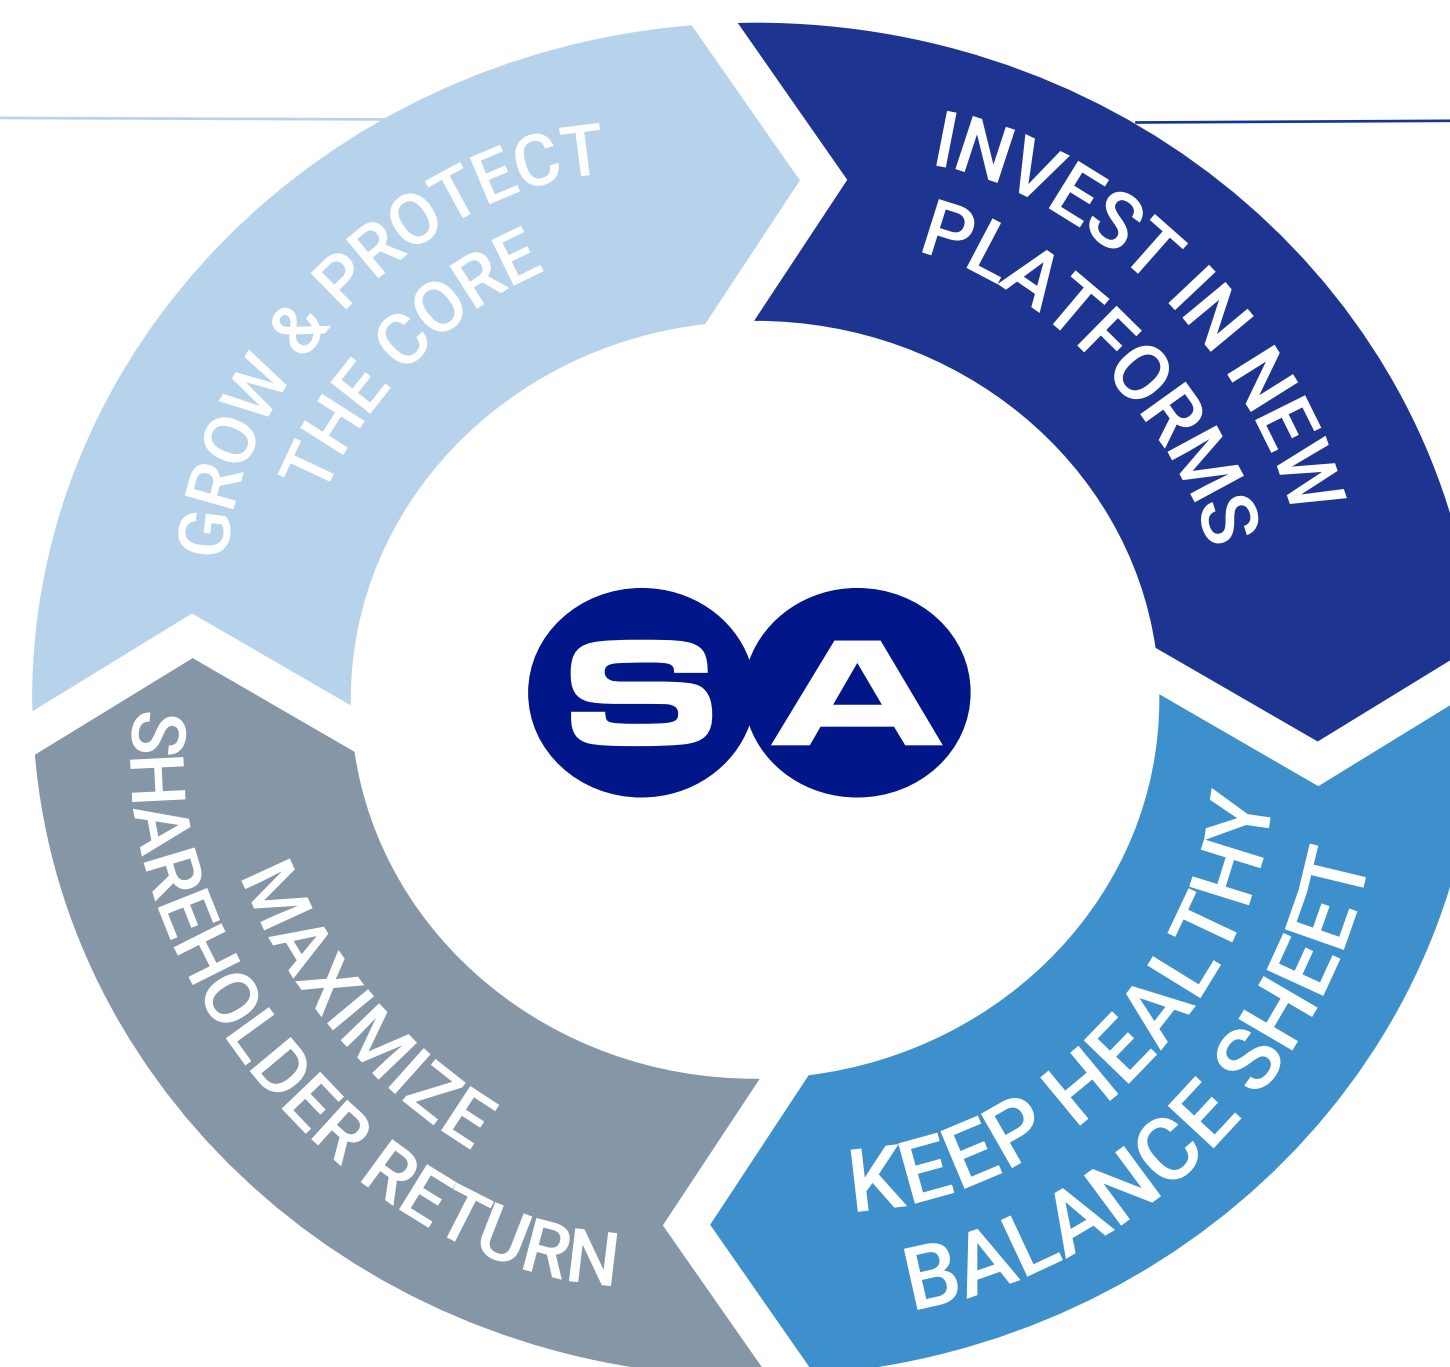 GROW & PROTECT
THE CORE
INVEST IN NEW
PLATFORMS
SA
MAXIMIZE
SHAREHOLDER RETURN
KEEP HEALTHY
BALANCE SHEET